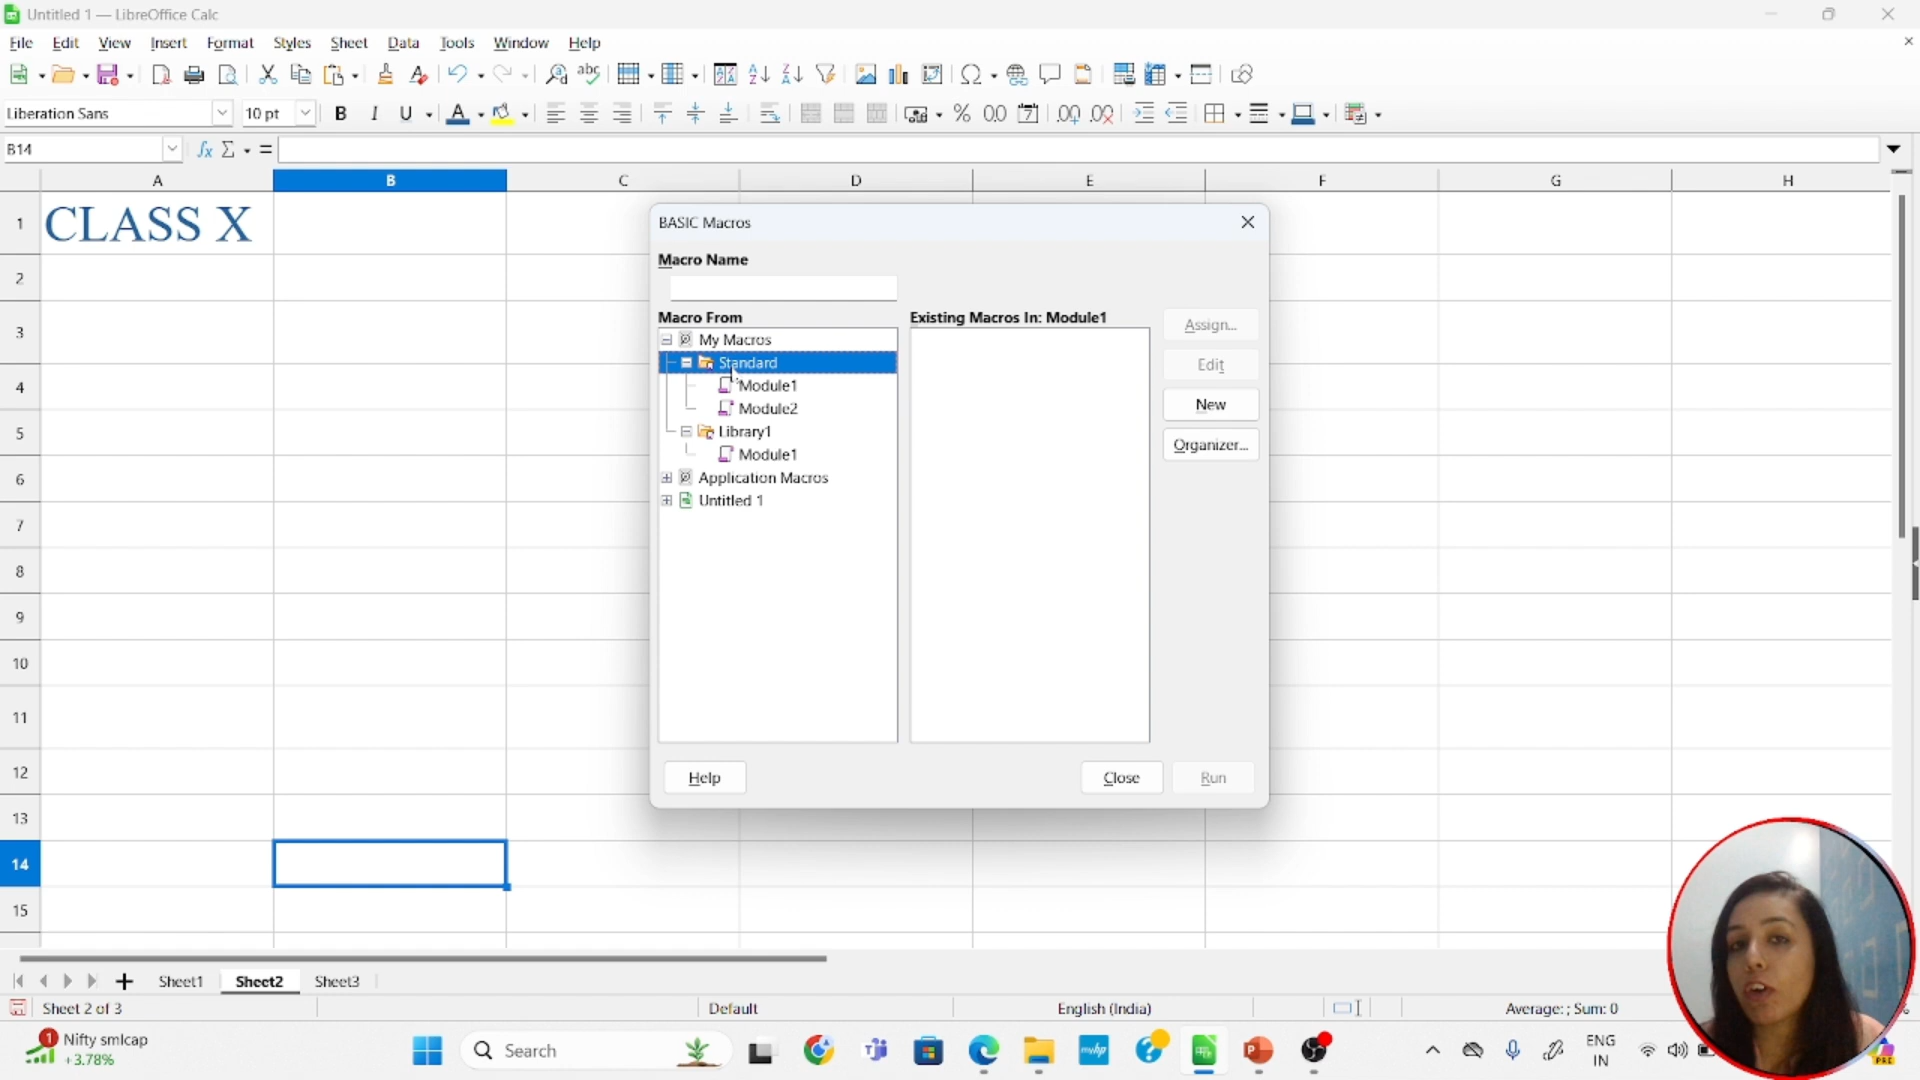 Untitled 1 — LibreOffice Calc
File Edit View Insert Format Styles Sheet Data Tools Window Help
Liberation Sans 10 pt B I U A
B14
A B C D E F G H
1 CLASS X
2
3
4
5
6
7
8
9
10
11
12
13
14
15
BASIC Macros
Macro Name
Macro From Existing Macros In: Module1
My Macros
Standard
Module1
Module2
Library1
Module1
Application Macros
Untitled 1
Assign...
Edit
New
Organizer...
Help Close Run
Sheet1 Sheet2 Sheet3
Sheet 2 of 3 Default English (India) Average: ; Sum: 0
1 Nifty smlcap
+3.78%
Search
myhp
ENG
IN
PRE